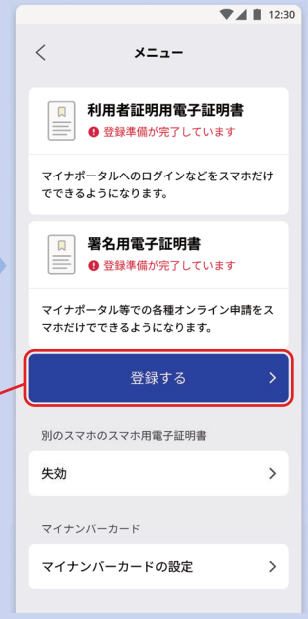 12:30
メニュー
利用者証明用電子証明書
登録準備が完了しています
マイナポータルへのログインなどをスマホだけ
でできるようになります。
署名用電子証明書
登録準備が完了しています
マイナポータル等での各種オンライン申請をス
マホだけでできるようになります。
登録する
別のスマホのスマホ用電子証明書
失効
マイナンバーカード
マイナンバーカードの設定